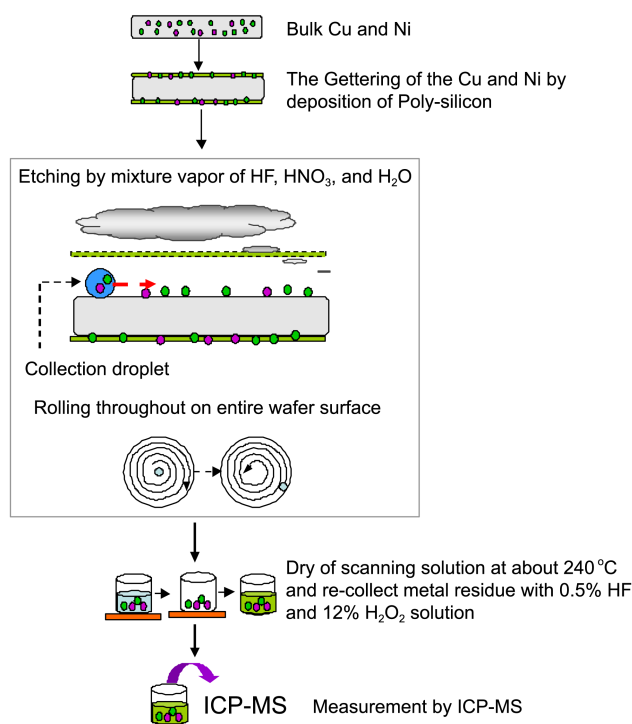 Bulk Cu and Ni
The Gettering of the Cu and Ni by
deposition of Poly-silicon
Etching by mixture vapor of HF, HNO₃, and H₂O
Collection droplet
Rolling throughout on entire wafer surface
Dry of scanning solution at about 240 °C
and re-collect metal residue with 0.5% HF
and 12% H₂O₂ solution
ICP-MS Measurement by ICP-MS